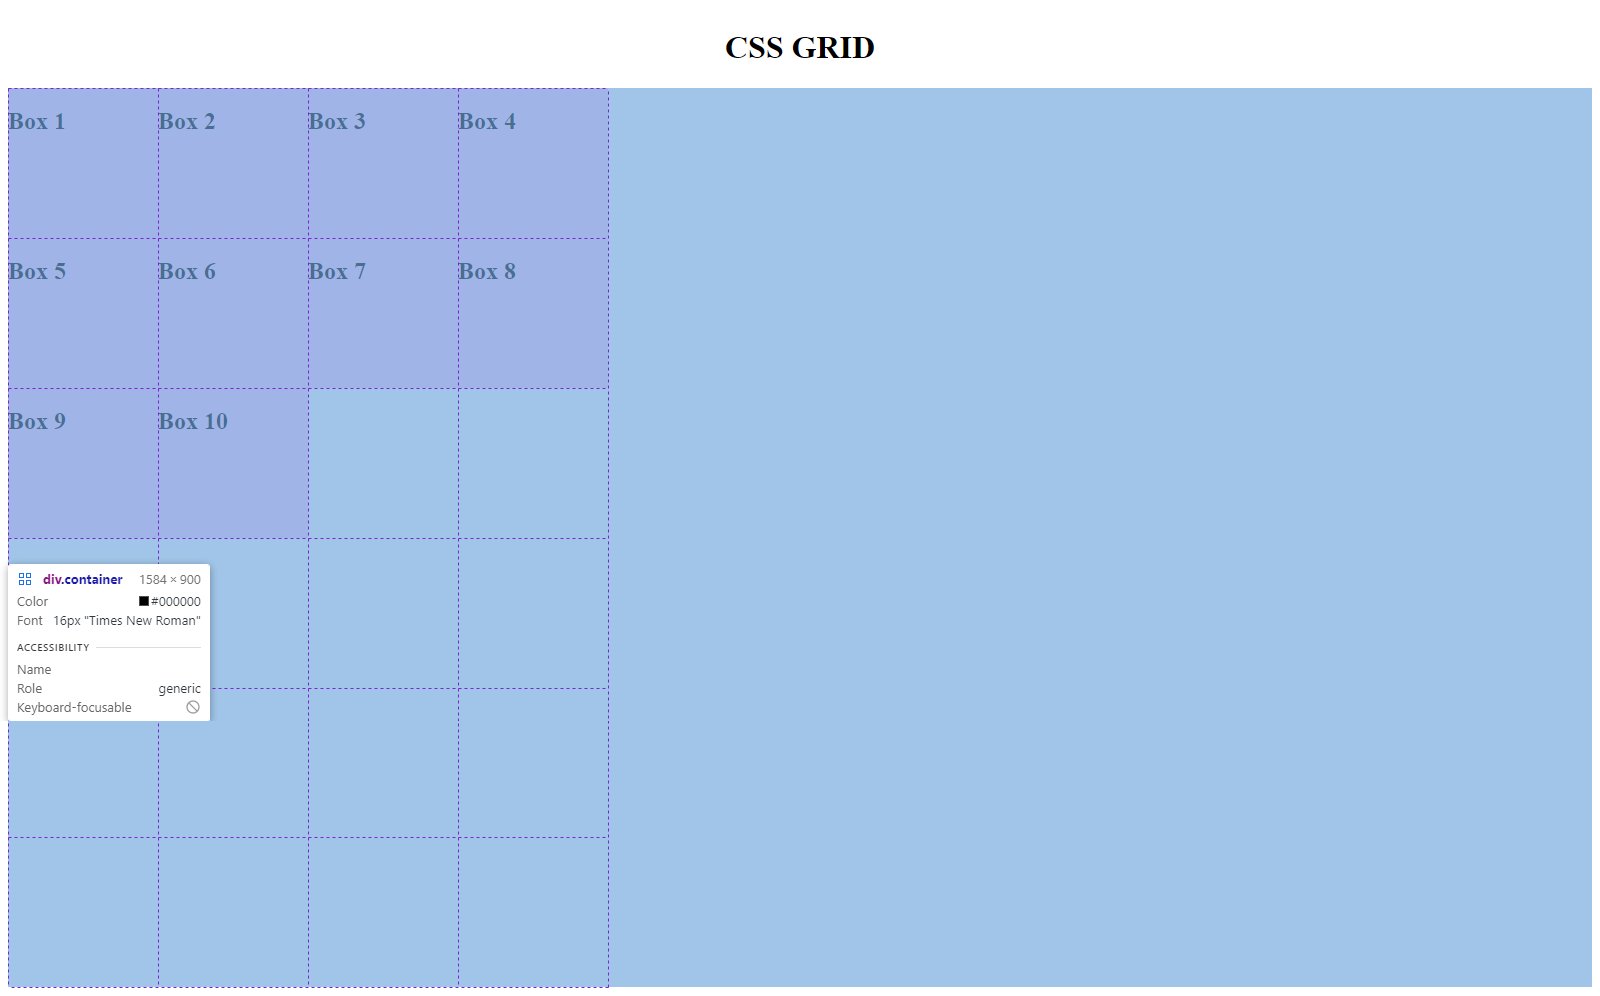 CSS GRID
Box 1 Box 2 Box 3 Box 4
Box 5 Box 6 Box 7 Box 8
Box 9 Box 10
div.container 1584 × 900
Color #000000
Font 16px "Times New Roman"
ACCESSIBILITY
Name
Role generic
Keyboard-focusable